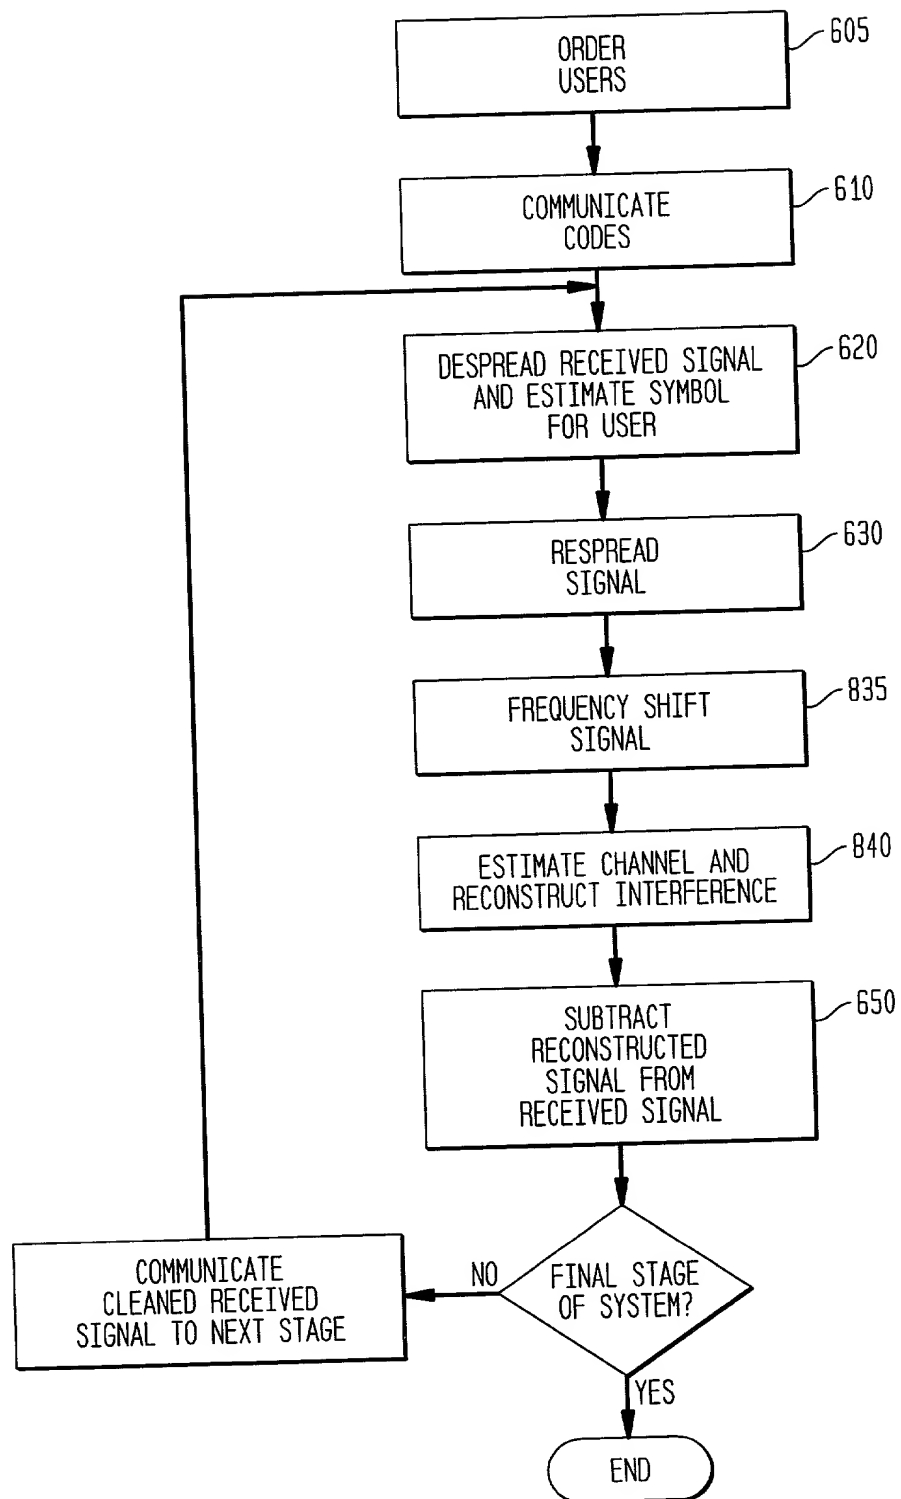 ORDER
USERS
605
COMMUNICATE
CODES
610
DESPREAD RECEIVED SIGNAL
AND ESTIMATE SYMBOL
FOR USER
620
RESPREAD
SIGNAL
630
FREQUENCY SHIFT
SIGNAL
835
ESTIMATE CHANNEL AND
RECONSTRUCT INTERFERENCE
840
SUBTRACT
RECONSTRUCTED
SIGNAL FROM
RECEIVED SIGNAL
650
FINAL STAGE
OF SYSTEM?
NO
COMMUNICATE
CLEANED RECEIVED
SIGNAL TO NEXT STAGE
YES
END